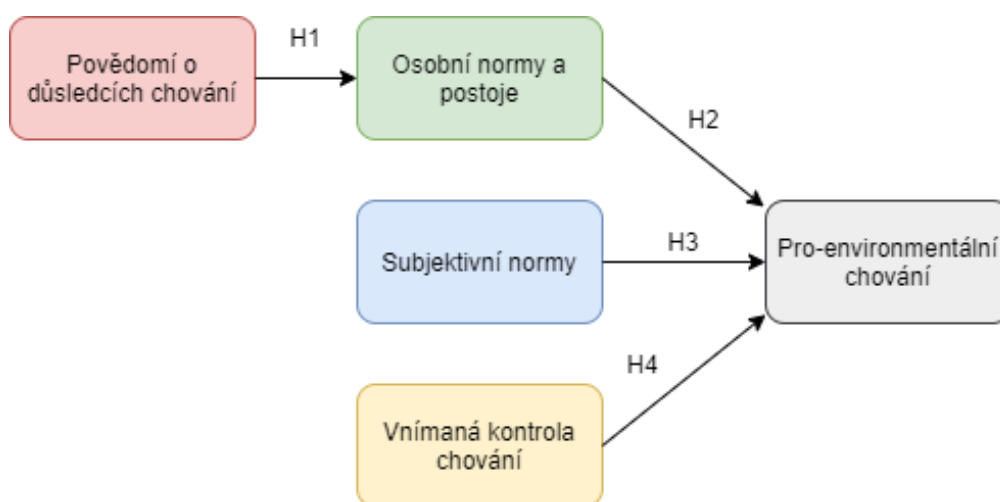 Povědomí o
důsledcích chování
H1
Osobní normy a
postoje
H2
Subjektivní normy
H3
Pro-environmentální
chování
H4
Vnímaná kontrola
chování